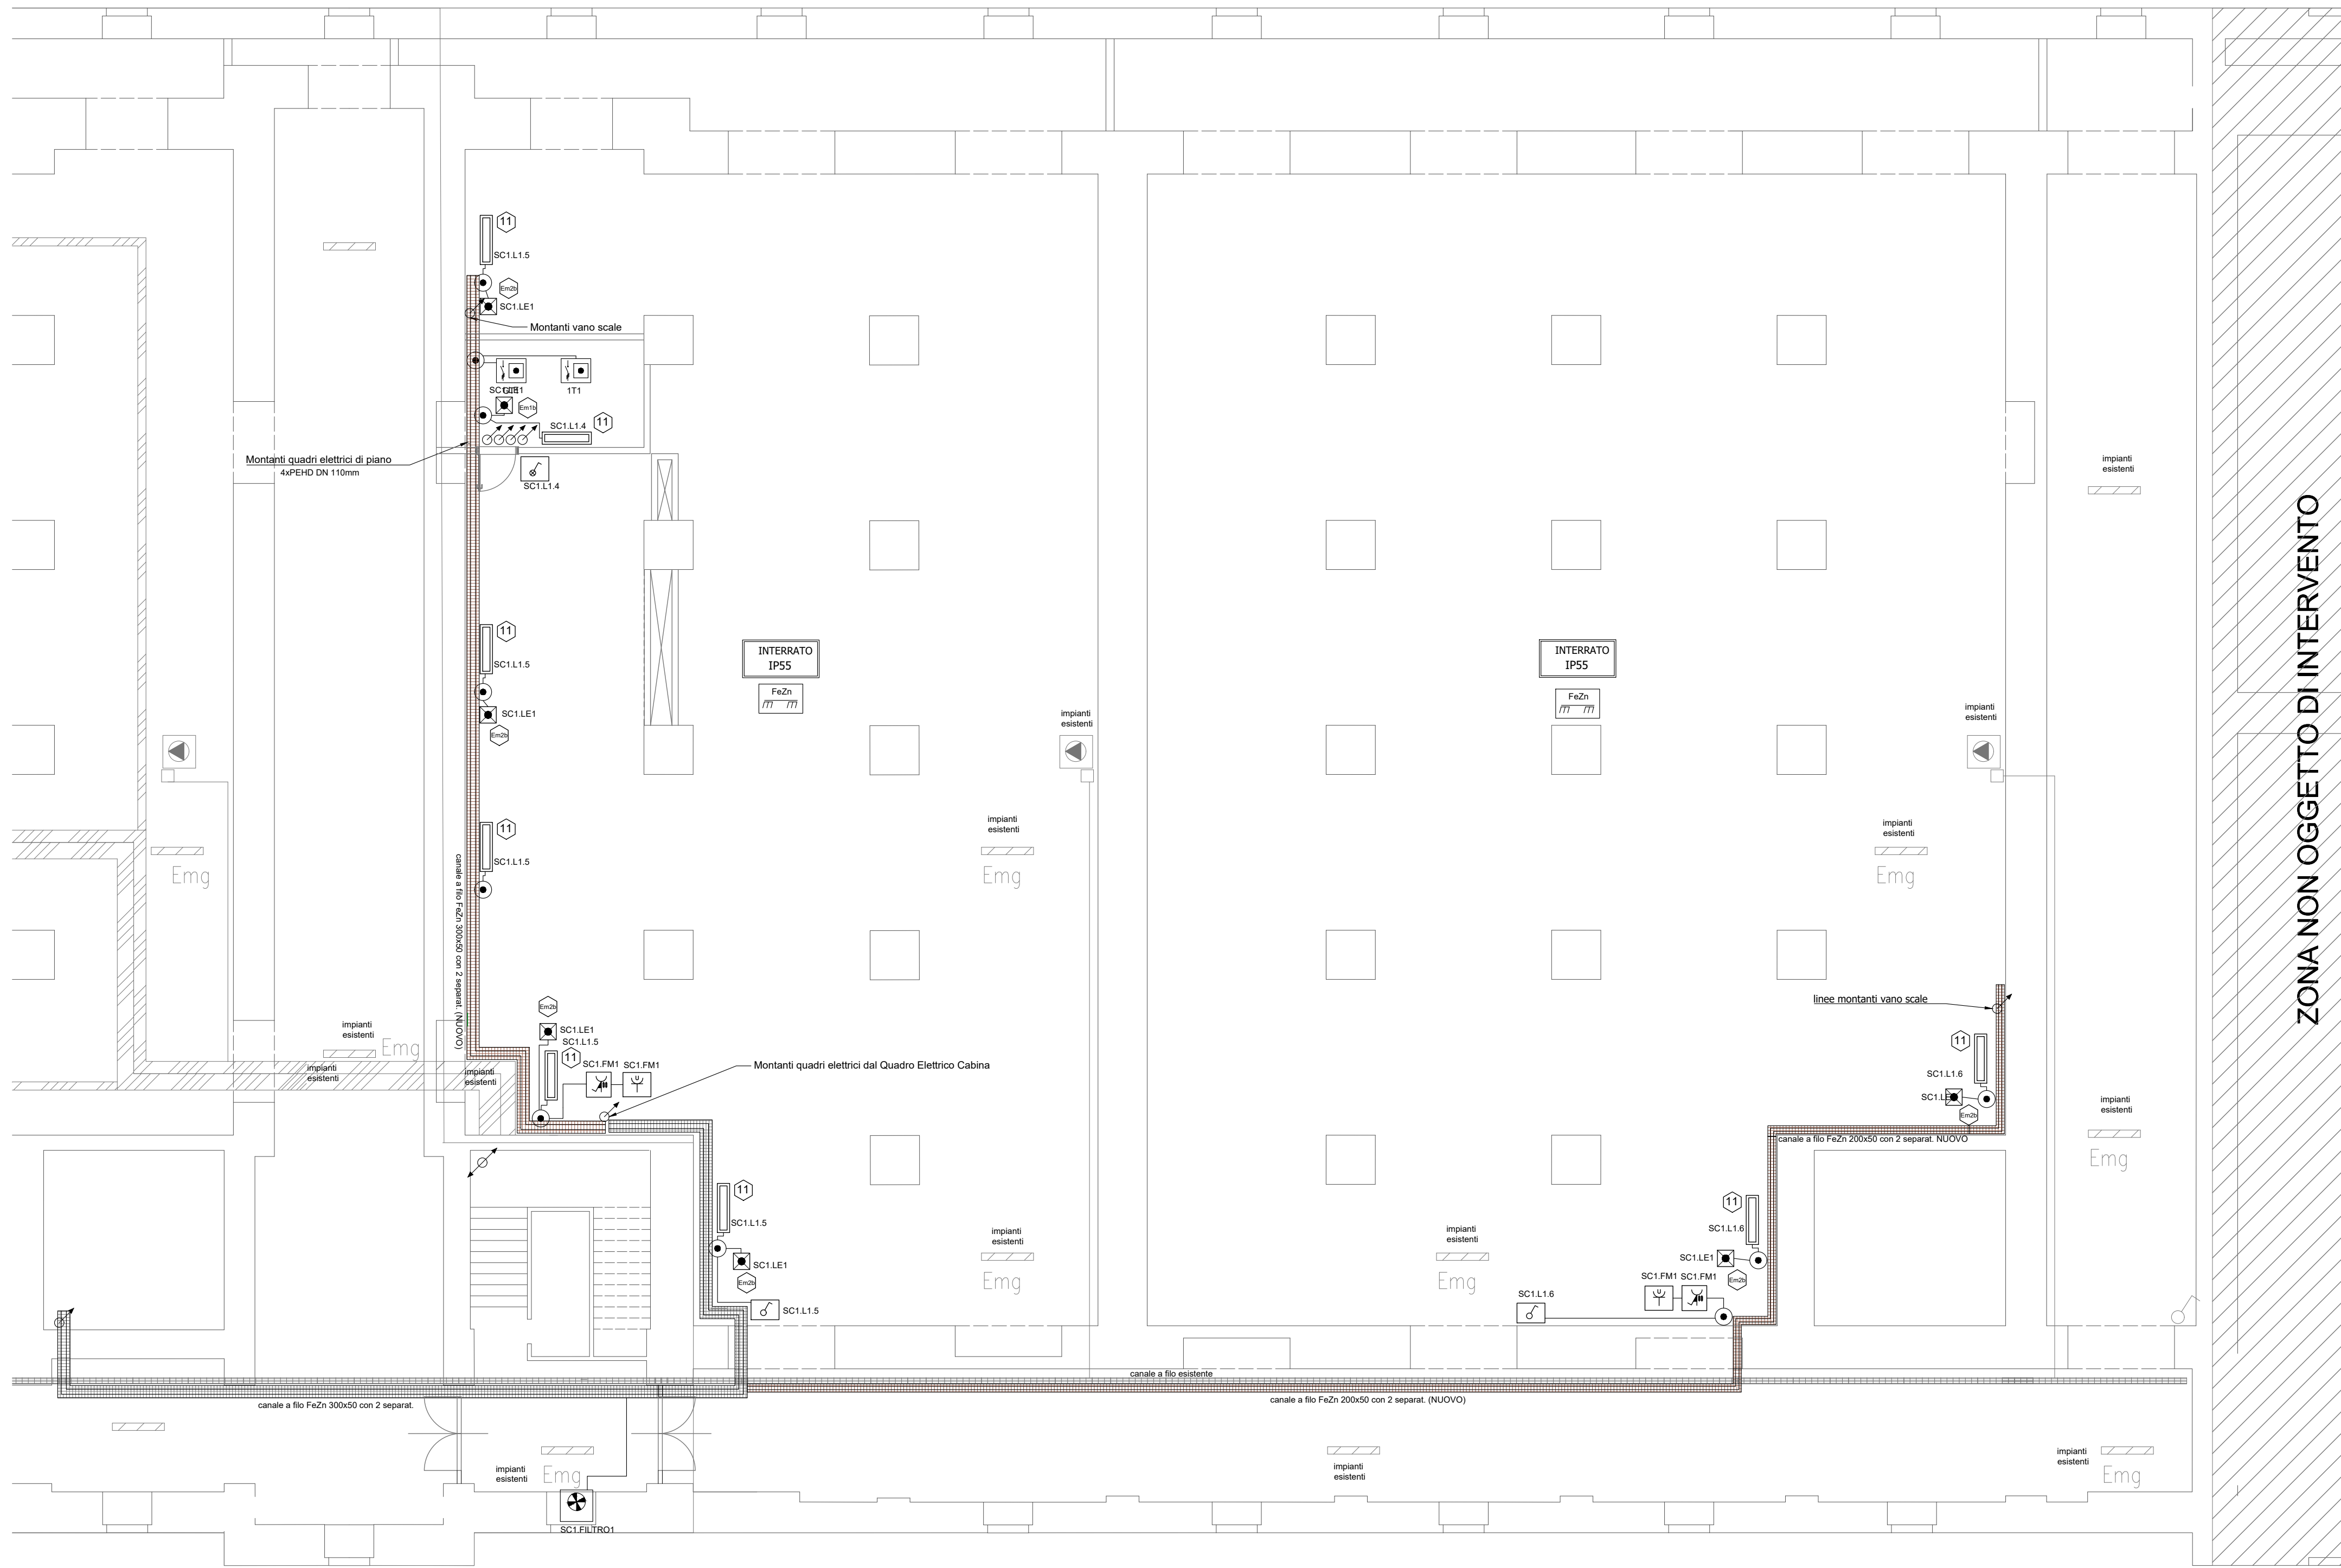 11
SC1.L1.5
Em2b
SC1.LE1
Montanti vano scale
1T1
Em1b
SC1.L1.4
11
Montanti quadri elettrici di piano
4xPEHD DN 110mm
SC1.L1.4
impianti
esistenti
11
SC1.L1.5
SC1.LE1
Em2b
INTERRATO
IP55
FeZn
INTERRATO
IP55
FeZn
impianti
esistenti
impianti
esistenti
ZONA NON OGGETTO DI INTERVENTO
11
SC1.L1.5
impianti
esistenti
Emg
impianti
esistenti
Emg
Emg
canale a filo FeZn 300x50 con 2 separat. (NUOVO)
linee montanti vano scale
Em2b
SC1.LE1
SC1.L1.5
11
SC1.FM1
SC1.FM1
impianti
esistenti
Emg
impianti
esistenti
impianti
esistenti
Montanti quadri elettrici dal Quadro Elettrico Cabina
11
SC1.L1.6
Em2b
impianti
esistenti
Emg
canale a filo FeZn 200x50 con 2 separat. NUOVO
11
SC1.L1.5
SC1.LE1
Em2b
SC1.L1.5
impianti
esistenti
Emg
impianti
esistenti
Emg
11
SC1.L1.6
SC1.LE1
Em2b
SC1.FM1
SC1.FM1
SC1.L1.6
canale a filo esistente
canale a filo FeZn 300x50 con 2 separat.
canale a filo FeZn 200x50 con 2 separat. (NUOVO)
impianti
esistenti
Emg
impianti
esistenti
impianti
esistenti
Emg
SC1.FILTRO1